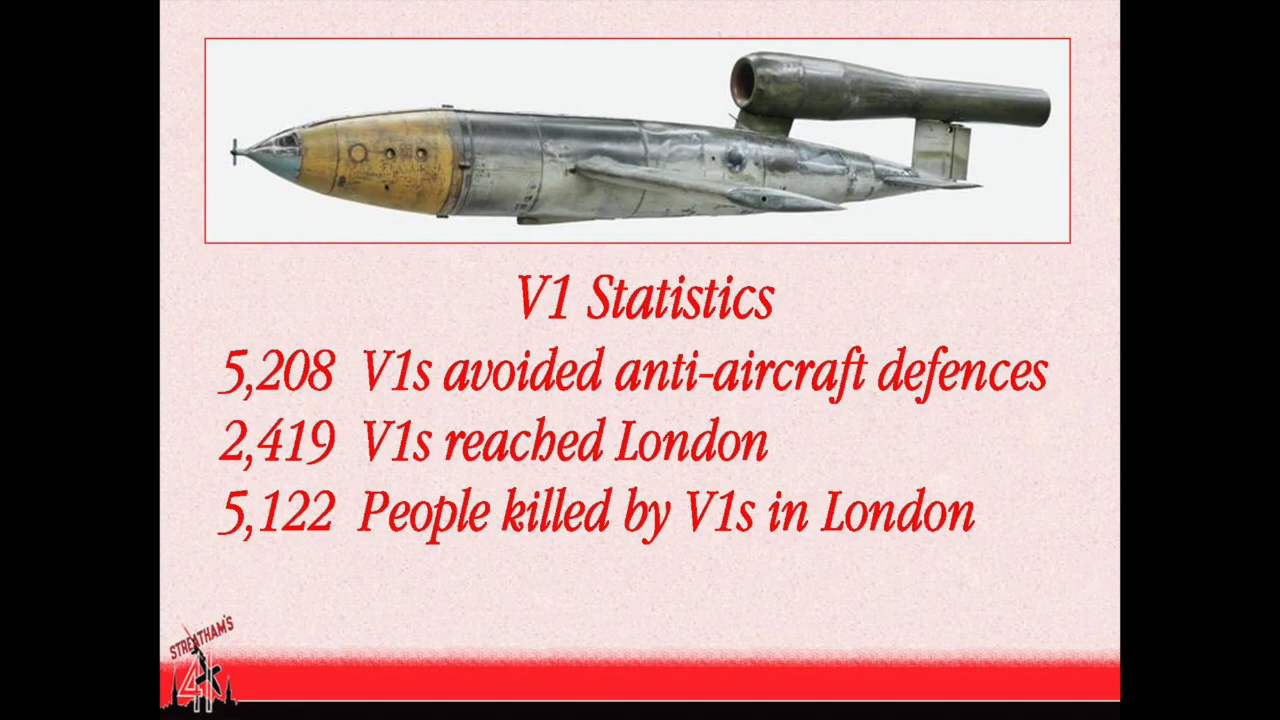 V1 Statistics
5,208 V1s avoided anti-aircraft defences
2,419 V1s reached London
5,122 People killed by V1s in London
STREATHAM'S
41